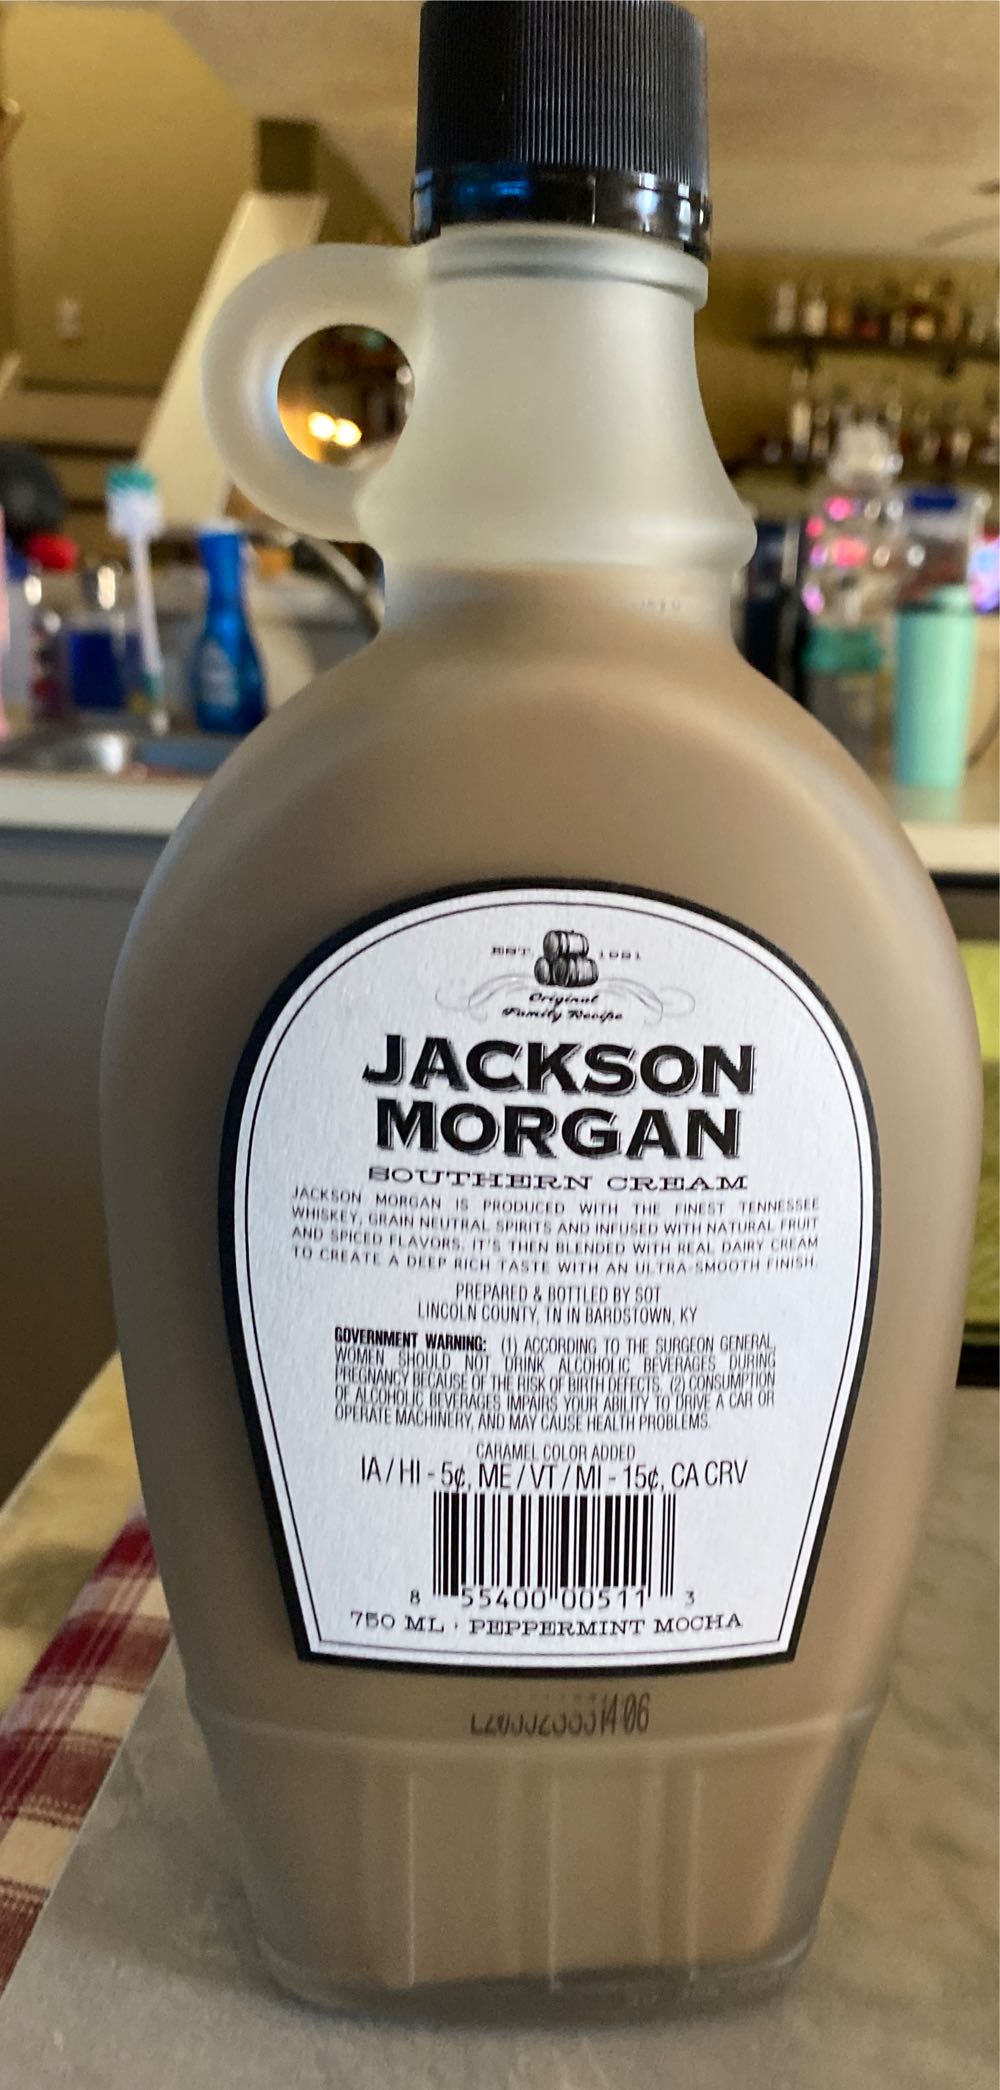 EST. 1991
Original
Family Recipe
JACKSON
MORGAN
SOUTHERN CREAM
JACKSON MORGAN IS PRODUCED WITH THE FINEST TENNESSEE
WHISKEY, GRAIN NEUTRAL SPIRITS AND INFUSED WITH NATURAL FRUIT
AND SPICED FLAVORS. IT'S THEN BLENDED WITH REAL DAIRY CREAM
TO CREATE A DEEP RICH TASTE WITH AN ULTRA-SMOOTH FINISH.
PREPARED & BOTTLED BY SOT
LINCOLN COUNTY, TN IN BARDSTOWN, KY
GOVERNMENT WARNING: (1) ACCORDING TO THE SURGEON GENERAL,
WOMEN SHOULD NOT DRINK ALCOHOLIC BEVERAGES DURING
PREGNANCY BECAUSE OF THE RISK OF BIRTH DEFECTS. (2) CONSUMPTION
OF ALCOHOLIC BEVERAGES IMPAIRS YOUR ABILITY TO DRIVE A CAR OR
OPERATE MACHINERY, AND MAY CAUSE HEALTH PROBLEMS.
CARAMEL COLOR ADDED
IA / HI - 5¢, ME / VT / MI - 15¢, CA CRV
8 55400 00511 3
750 ML · PEPPERMINT MOCHA
14:06